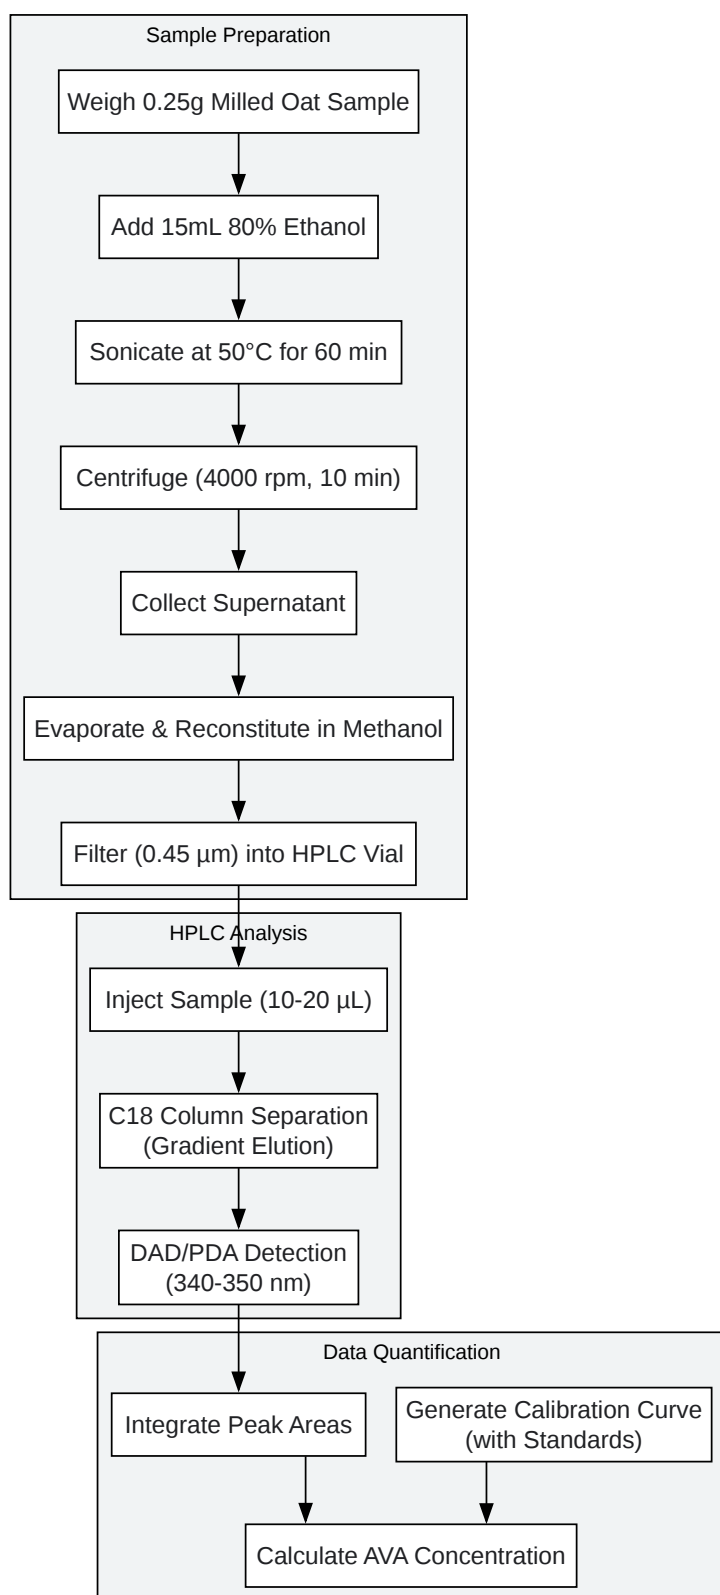 Sample Preparation
Weigh 0.25g Milled Oat Sample
Add 15mL 80% Ethanol
Sonicate at 50°C for 60 min
Centrifuge (4000 rpm, 10 min)
Collect Supernatant
Evaporate & Reconstitute in Methanol
Filter (0.45 µm) into HPLC Vial
HPLC Analysis
Inject Sample (10-20 µL)
C18 Column Separation
(Gradient Elution)
DAD/PDA Detection
(340-350 nm)
Data Quantification
Integrate Peak Areas
Generate Calibration Curve
(with Standards)
Calculate AVA Concentration